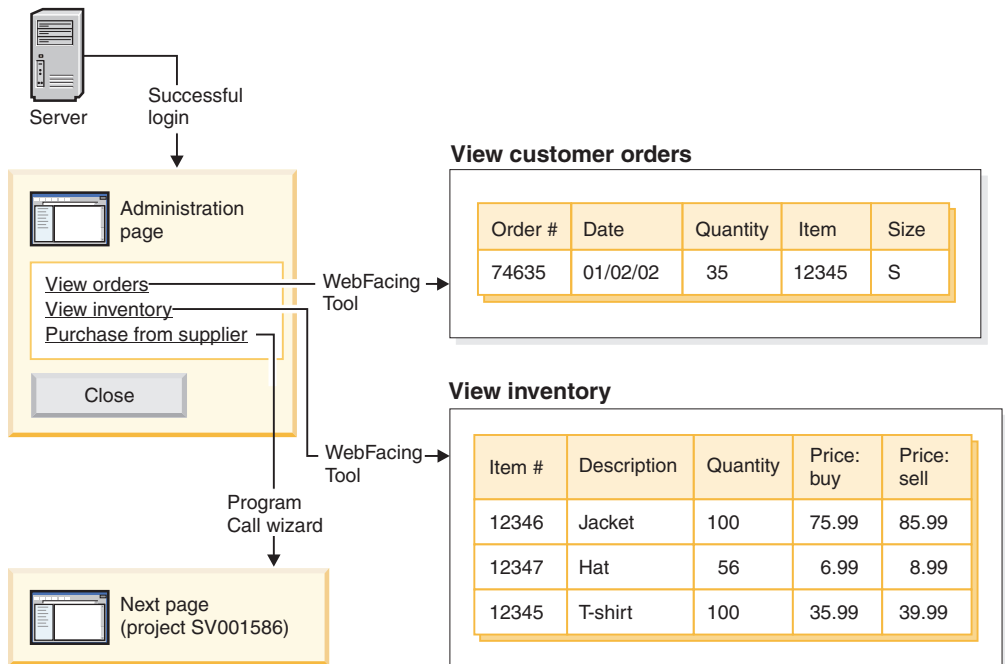 Server
Successful
login
Administration
page
View orders
View inventory
Purchase from supplier
Close
WebFacing
Tool
WebFacing
Tool
Program
Call wizard
Next page
(project SV001586)
View customer orders
Order # Date Quantity Item Size
74635 01/02/02 35 12345 S
View inventory
Item # Description Quantity Price: buy Price: sell
12346 Jacket 100 75.99 85.99
12347 Hat 56 6.99 8.99
12345 T-shirt 100 35.99 39.99